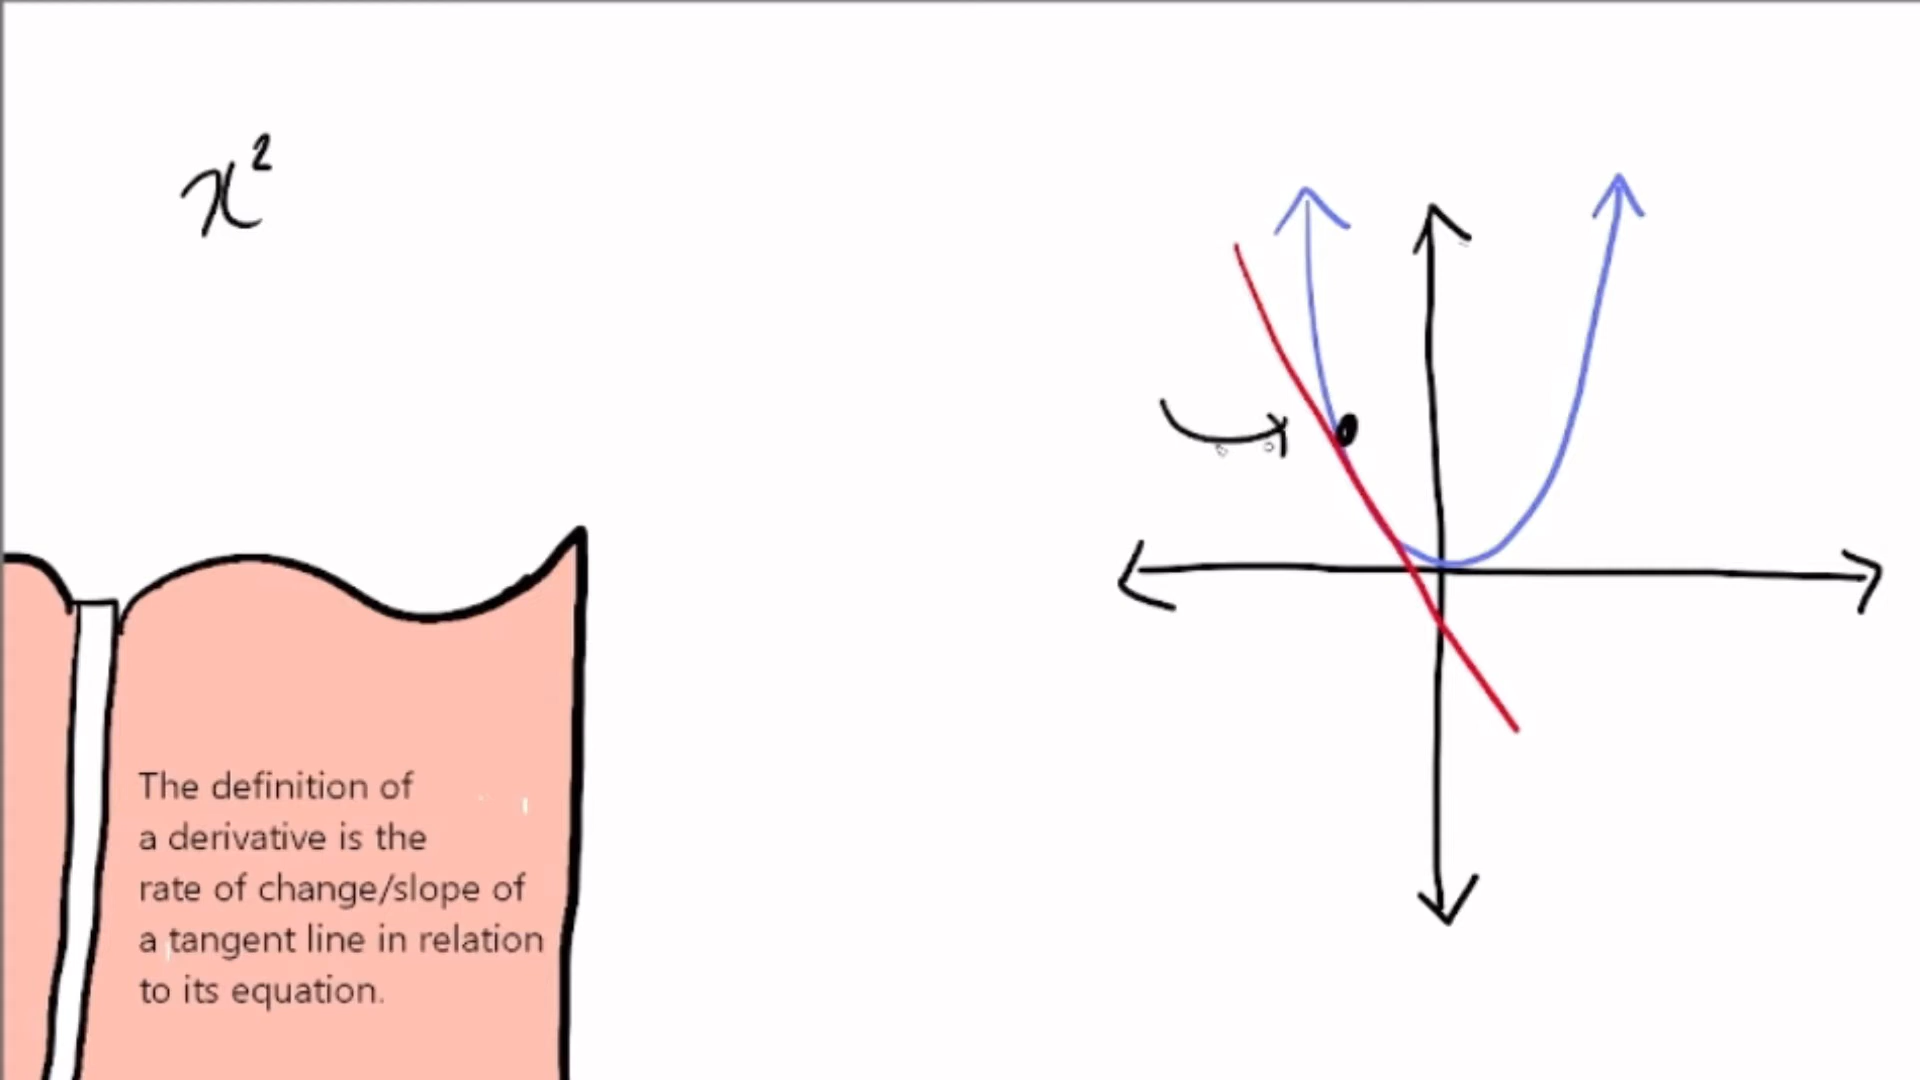 x²
The definition of
a derivative is the
rate of change/slope of
a tangent line in relation
to its equation.